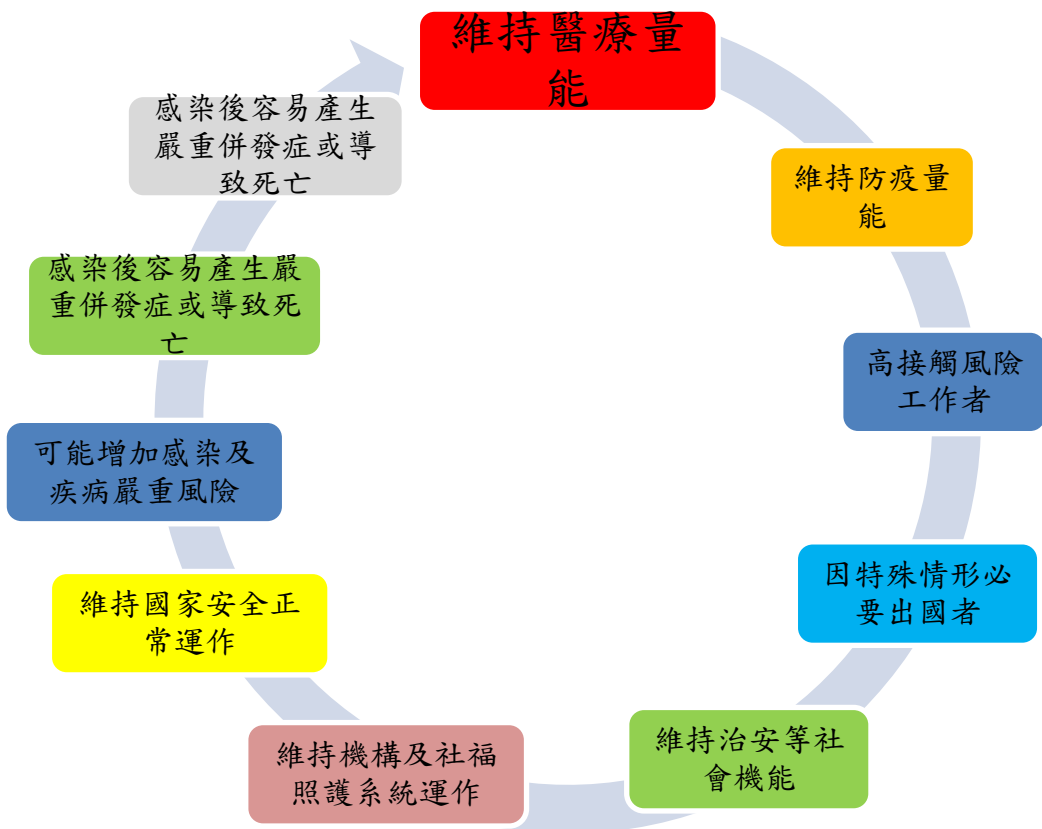 維持醫療量
能
維持防疫量
能
高接觸風險
工作者
因特殊情形必
要出國者
維持治安等社
會機能
維持機構及社福
照護系統運作
維持國家安全正
常運作
可能增加感染及
疾病嚴重風險
感染後容易產生嚴
重併發症或導致死
亡
感染後容易產生
嚴重併發症或導
致死亡